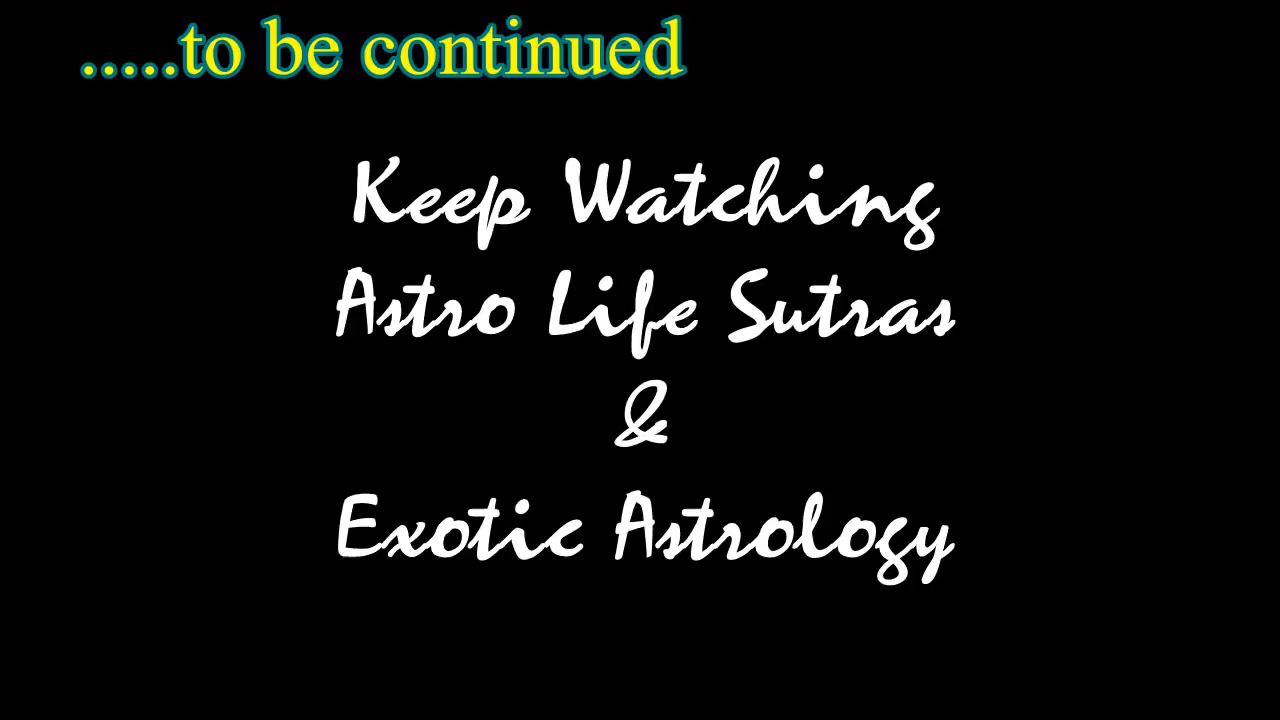 .....to be continued
Keep Watching
Astro Life Sutras
&
Exotic Astrology